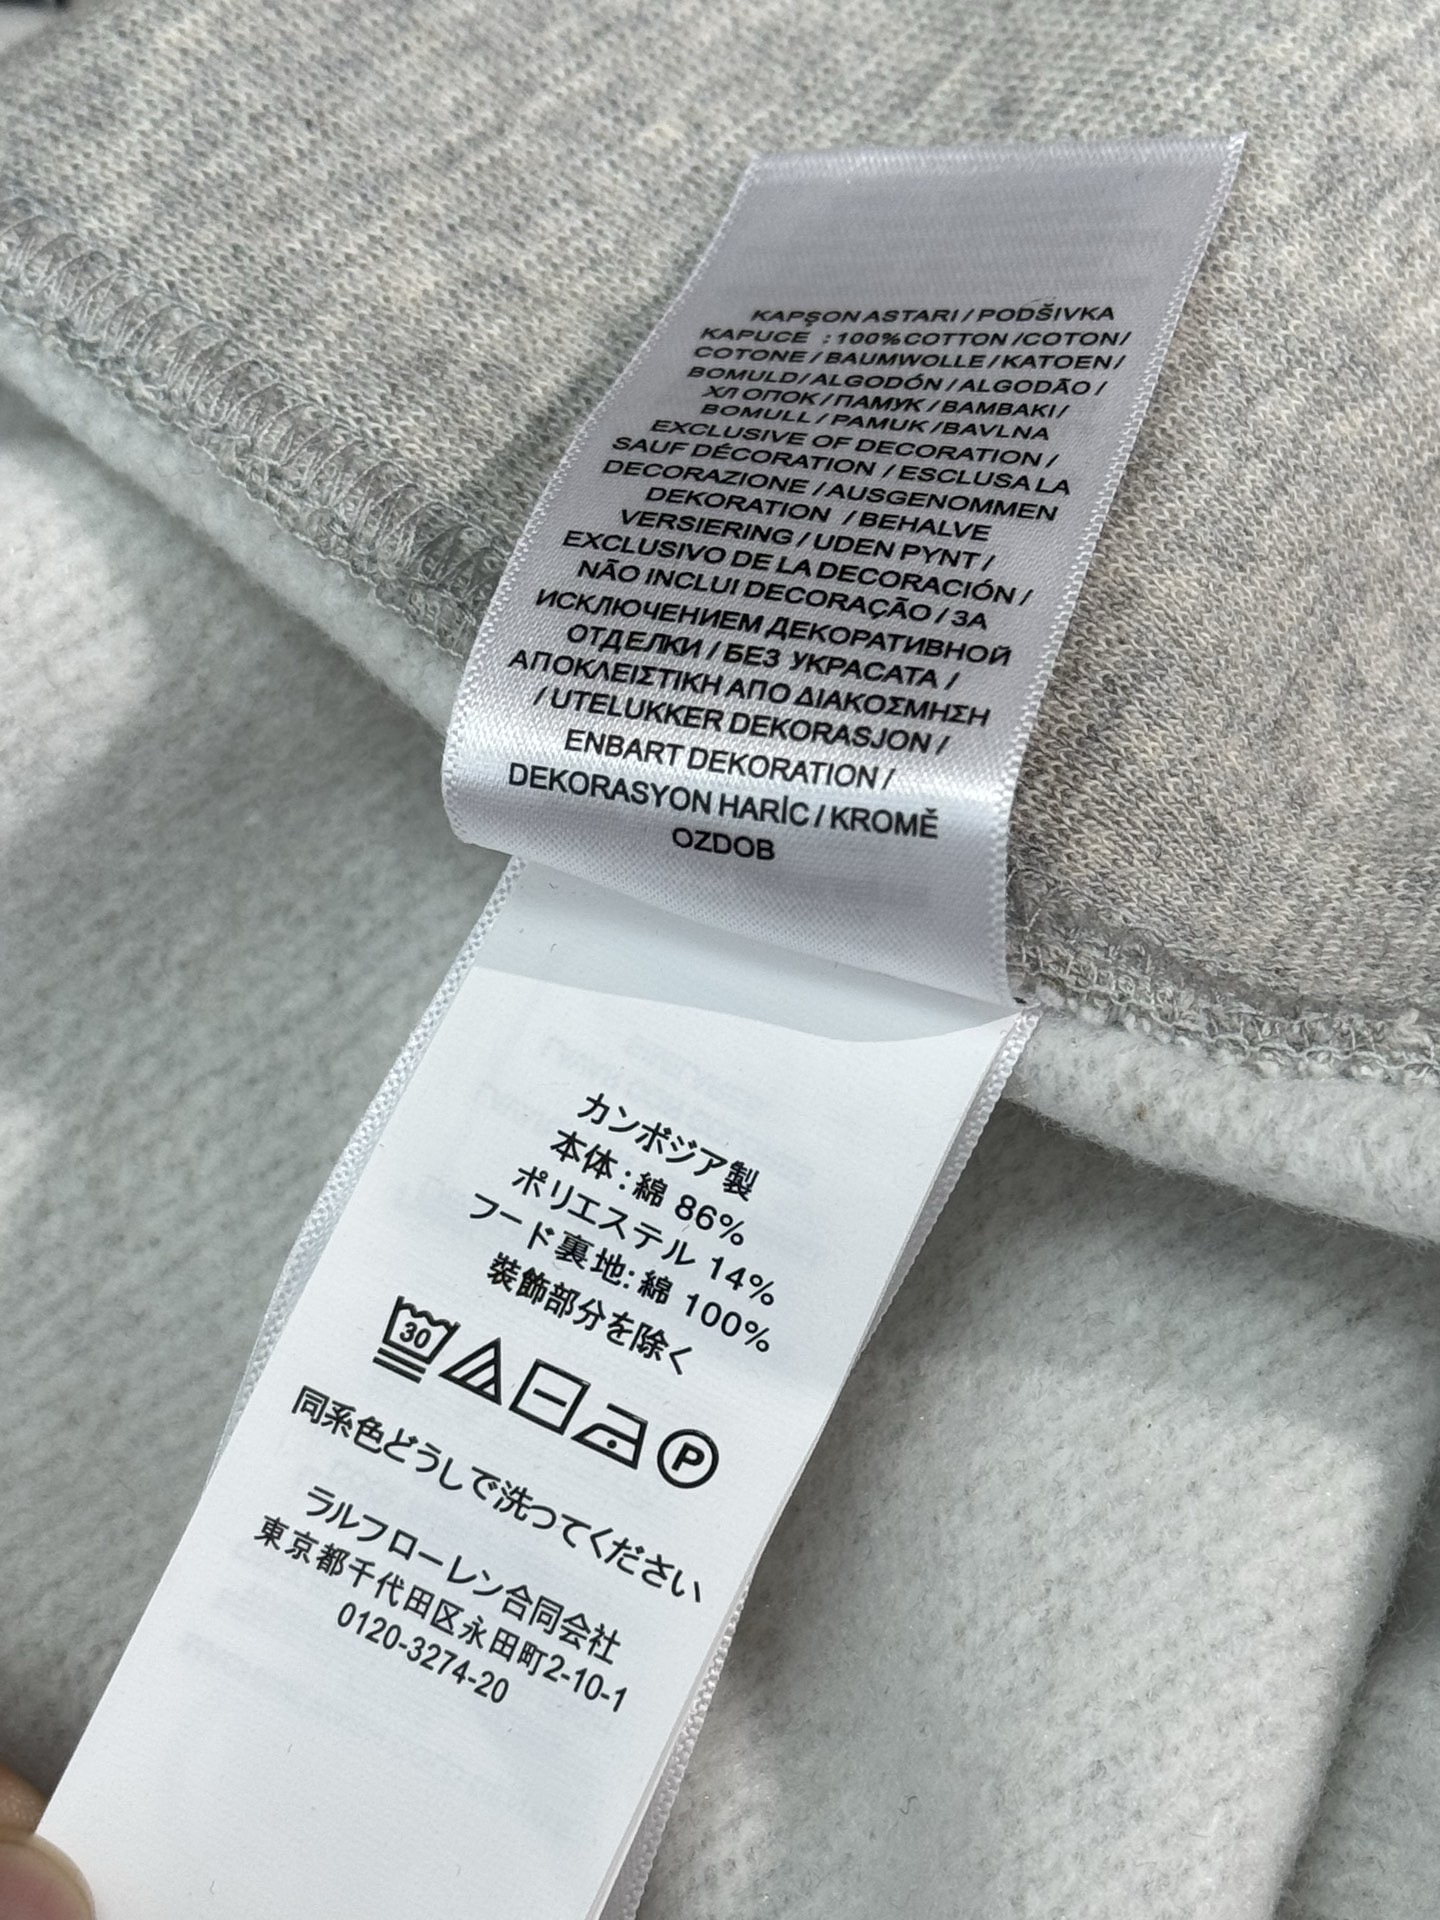 KAPŞON ASTARI / PODŠIVKA
KAPUCE : 100% COTTON /COTON/
COTONE / BAUMWOLLE / KATOEN /
BOMULD / ALGODÓN / ALGODÃO /
ХЛОПОК / ПАМУК / BAMBAKI /
BOMULL / PAMUK /BAVLNA
EXCLUSIVE OF DECORATION /
SAUF DÉCORATION / ESCLUSA LA
DECORAZIONE / AUSGENOMMEN
DEKORATION / BEHALVE
VERSIERING / UDEN PYNT /
EXCLUSIVO DE LA DECORACIÓN /
NÃO INCLUI DECORAÇÃO / ЗА
ИСКЛЮЧЕНИЕМ ДЕКОРАТИВНОЙ
ОТДЕЛКИ / БЕЗ УКРАСАТА /
ΑΠΟΚΛΕΙΣΤΙΚΗ ΑΠΟ ΔΙΑΚΟΣΜΗΣΗ
/ UTELUKKER DEKORASJON /
ENBART DEKORATION /
DEKORASYON HARİC / KROMĚ
OZDOB
カンボジア製
本体 : 綿 86%
ポリエステル 14%
フード裏地: 綿 100%
装飾部分を除く
30 P
同系色どうしで洗ってください
ラルフローレン合同会社
東京都千代田区永田町2-10-1
0120-3274-20